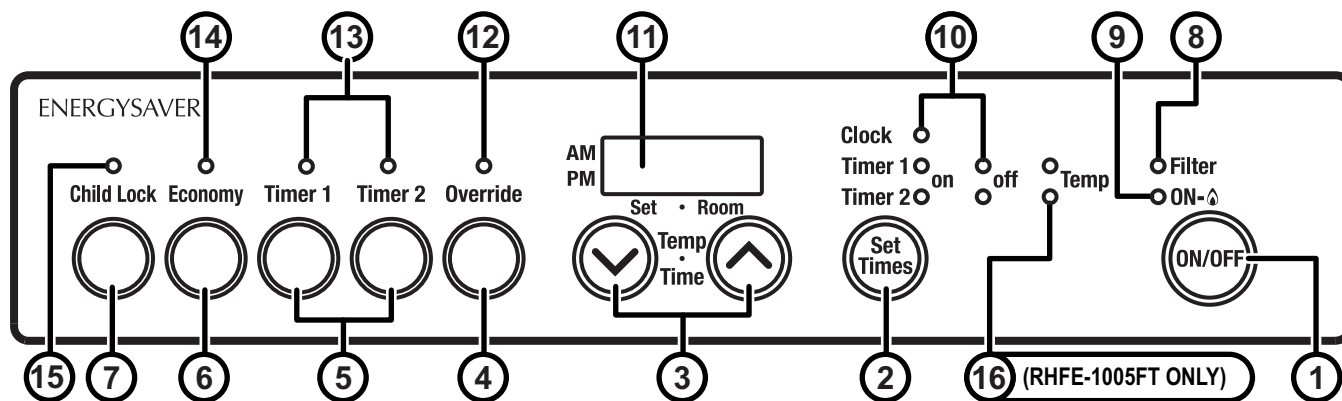 14 13 12 11 10 9 8
ENERGYSAVER
Clock
AM Timer 1 on off Temp Filter
PM Timer 2 ON-
Child Lock Economy Timer 1 Timer 2 Override
Set · Room
Temp
·
Time
Set
Times
ON/OFF
15 7 6 5 4 3 2 16 (RHFE-1005FT ONLY) 1